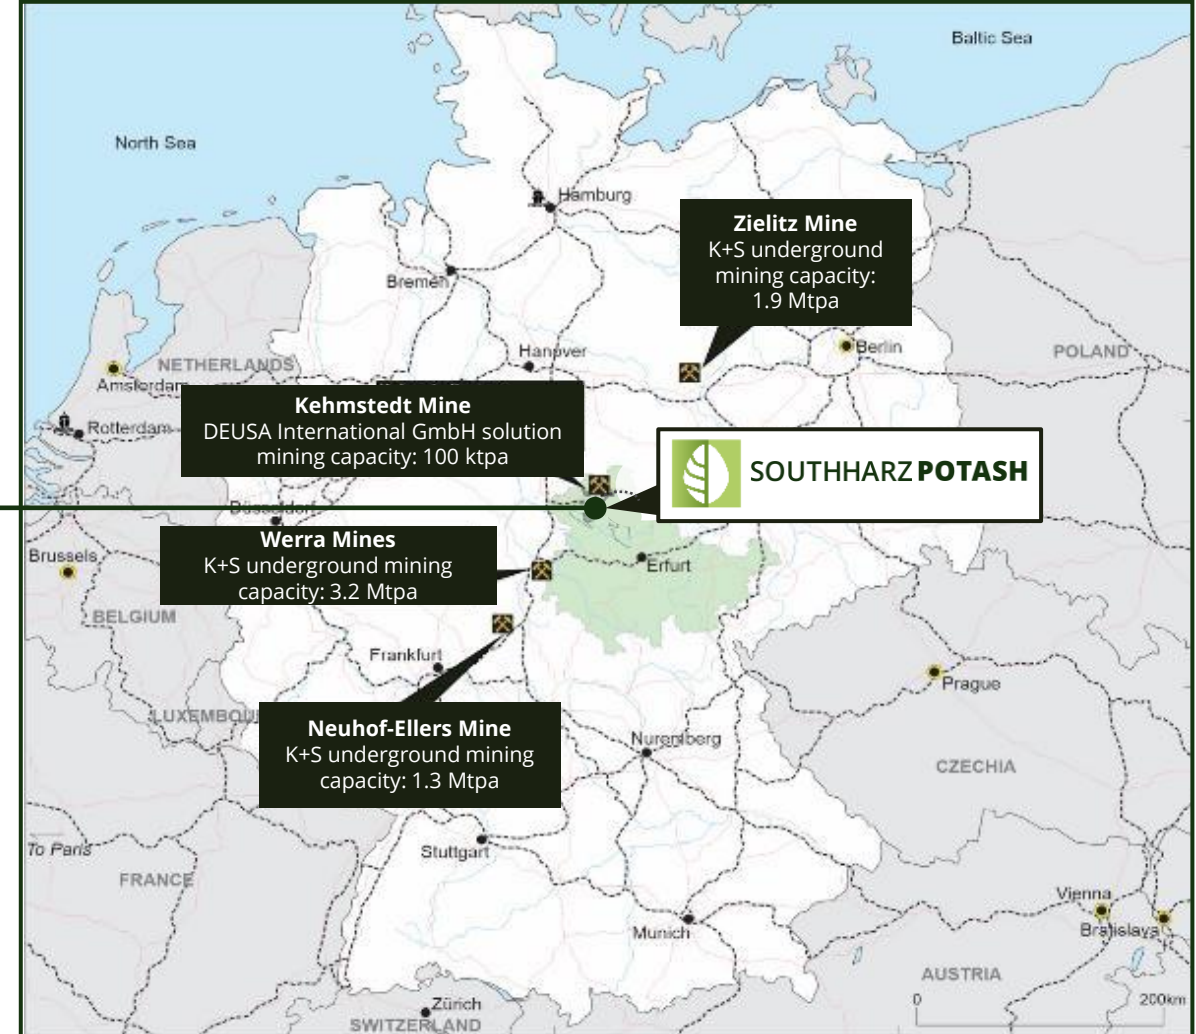 Baltic Sea
North Sea
Hamburg
Zielitz Mine
K+S underground
mining capacity:
1.9 Mtpa
Bremen
Hanover
Berlin
POLAND
NETHERLANDS
Amsterdam
Kehmstedt Mine
DEUSA International GmbH solution
mining capacity: 100 ktpa
Rotterdam
SOUTHHARZ POTASH
Düsseldorf
Werra Mines
K+S underground mining
capacity: 3.2 Mtpa
Brussels
Erfurt
BELGIUM
Frankfurt
Prague
LUXEMBOU
Neuhof-Ellers Mine
K+S underground mining
capacity: 1.3 Mtpa
Nuremberg
CZECHIA
Stuttgart
To Paris
FRANCE
Vienna
Bratislava
Munich
AUSTRIA
0
200km
Zürich
SWITZERLAND